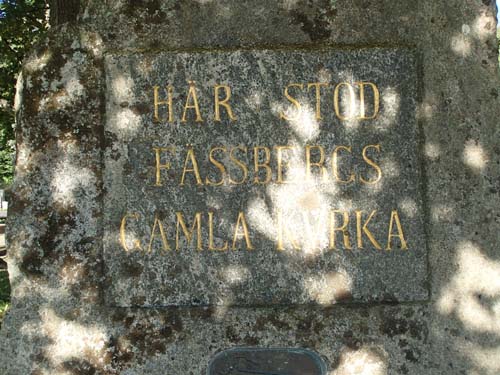 HÄR STOD
FÄSSBERGS
GAMLA KYRKA